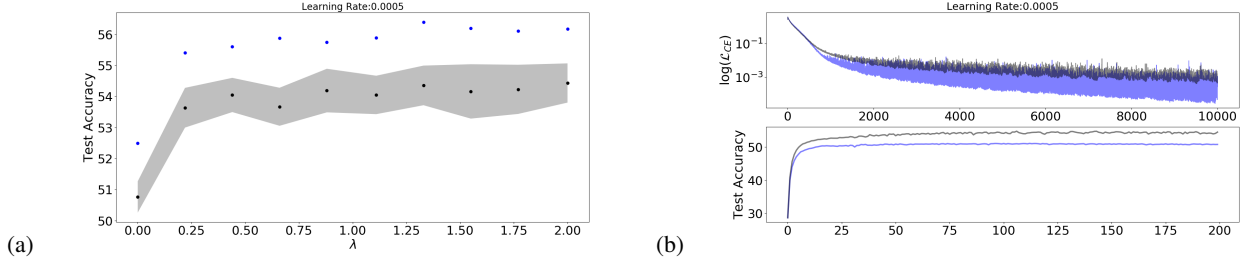 Learning Rate:0.0005
Test Accuracy
56
55
54
53
52
51
50
0.00 0.25 0.50 0.75 1.00 1.25 1.50 1.75 2.00
λ
(a)
Learning Rate:0.0005
log(ℒ_CE)
10⁻¹
10⁻³
0 2000 4000 6000 8000 10000
Test Accuracy
50
40
30
0 25 50 75 100 125 150 175 200
(b)